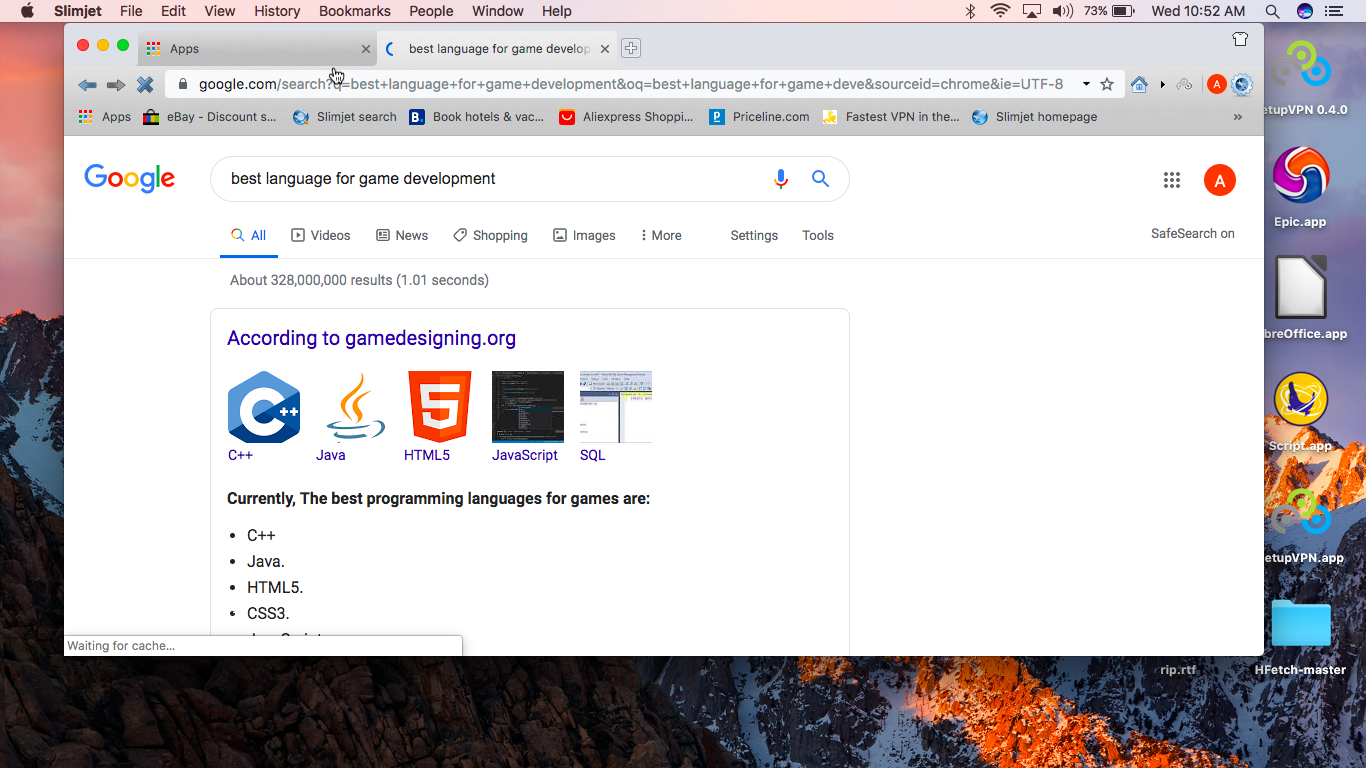 Slimjet File Edit View History Bookmarks People Window Help 73% Wed 10:52 AM
Apps best language for game develop
google.com/search?q=best+language+for+game+development&oq=best+language+for+game+deve&sourceid=chrome&ie=UTF-8 A
Apps eBay - Discount s... Slimjet search B. Book hotels & vac... Aliexpress Shoppi... Priceline.com Fastest VPN in the... Slimjet homepage »
etupVPN 0.4.0
Google best language for game development A
Epic.app
All Videos News Shopping Images More Settings Tools SafeSearch on
About 328,000,000 results (1.01 seconds)
According to gamedesigning.org
breOffice.app
C++ Java HTML5 JavaScript SQL
Script.app
Currently, The best programming languages for games are:
• C++
• Java.
etupVPN.app
• HTML5.
• CSS3.
Waiting for cache...
rip.rtf HFetch-master